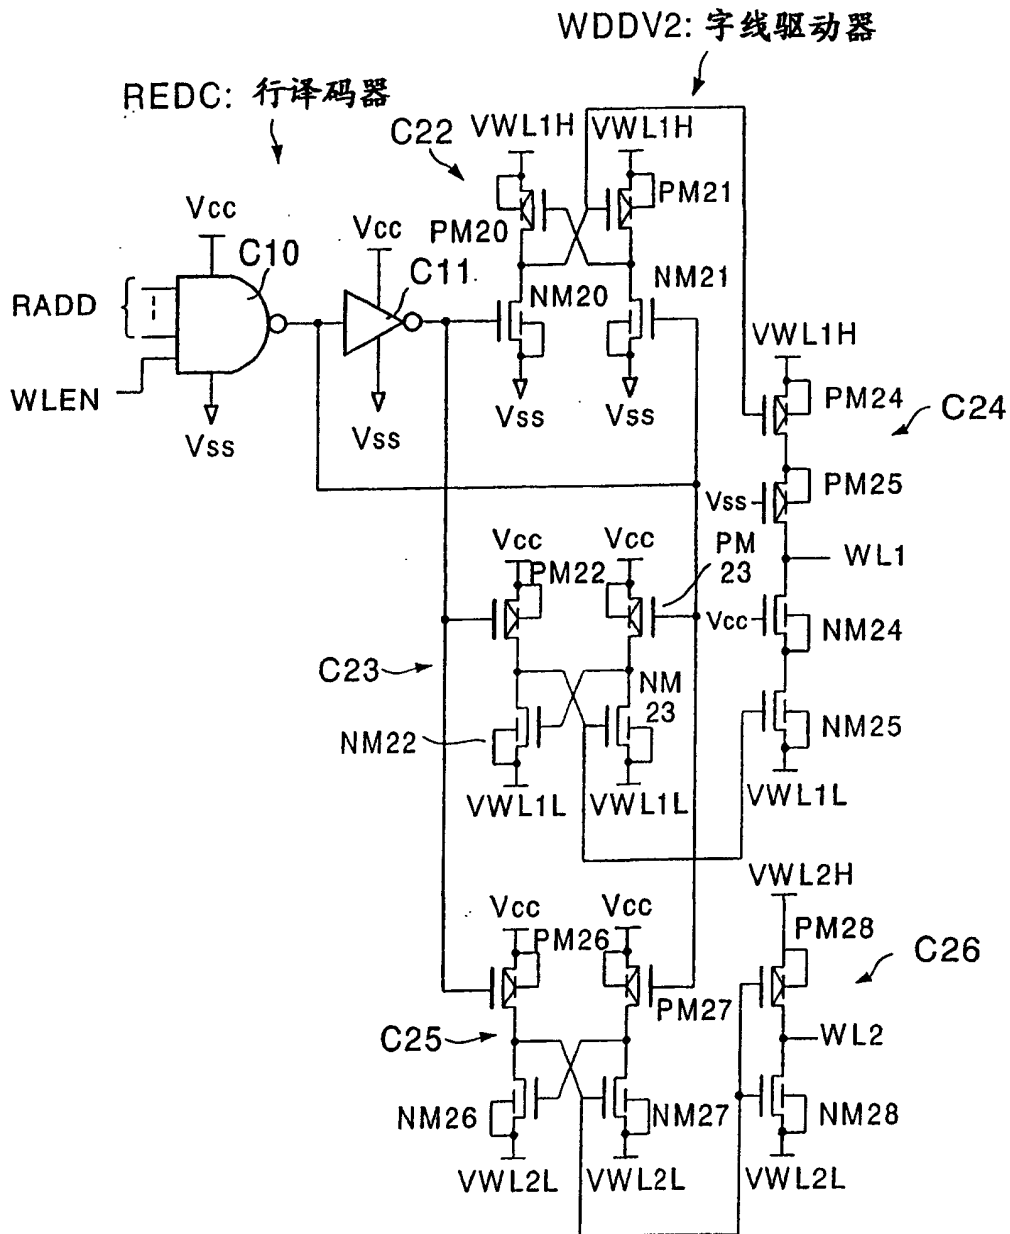 WDDV2: 字线驱动器
REDC: 行译码器
C22
VWL1H
VWL1H
PM20
PM21
Vcc
C10
Vcc
C11
RADD
NM20
NM21
WLEN
Vss
Vss
Vss
Vss
VWL1H
PM24
C24
Vss
PM25
WL1
Vcc
PM22
Vcc
PM
23
Vcc
NM24
C23
NM22
NM
23
NM25
VWL1L
VWL1L
VWL1L
VWL2H
Vcc
PM26
Vcc
PM28
C26
PM27
C25
WL2
NM26
NM27
NM28
VWL2L
VWL2L
VWL2L